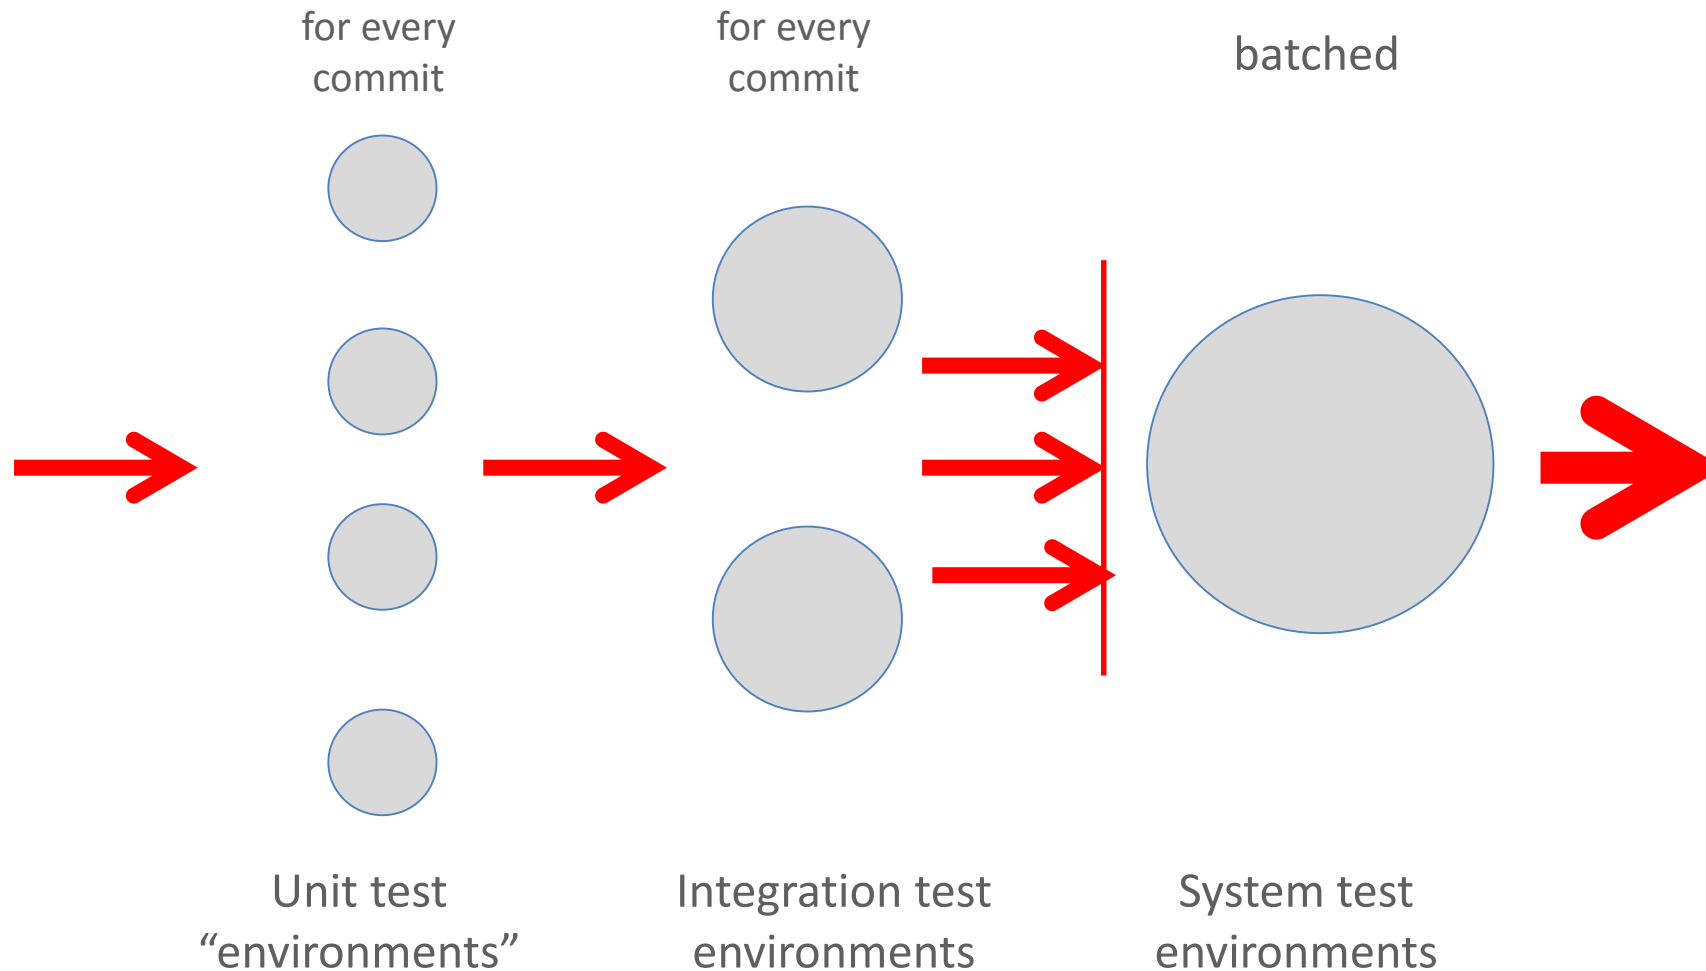 for every
commit
for every
commit
batched
Unit test
“environments”
Integration test
environments
System test
environments